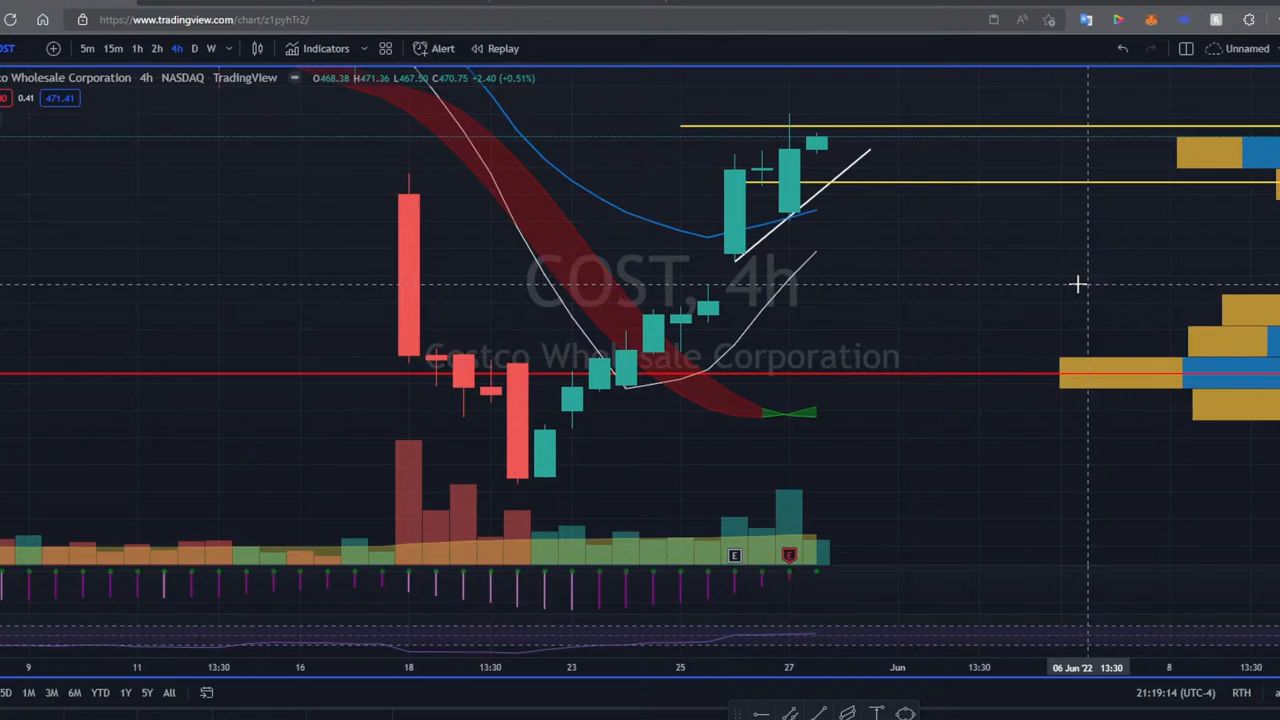 https://www.tradingview.com/chart/z1pyhTr2/
OST 5m 15m 1h 2h 4h D W Indicators Alert Replay Unnamed
co Wholesale Corporation · 4h · NASDAQ · TradingView O468.38 H471.36 L467.50 C470.75 +2.40 (+0.51%)
0.41 471.41
COST, 4h
Costco Wholesale Corporation
E E
9 11 13:30 16 18 13:30 23 25 27 Jun 13:30 06 Jun '22 13:30 8 13:30
5D 1M 3M 6M YTD 1Y 5Y All 21:19:14 (UTC-4) RTH